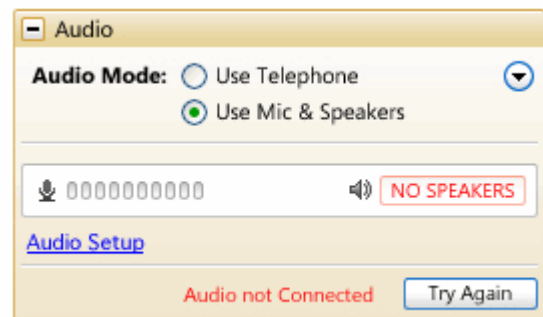 Audio
Audio Mode: Use Telephone
Use Mic & Speakers
NO SPEAKERS
Audio Setup
Audio not Connected Try Again